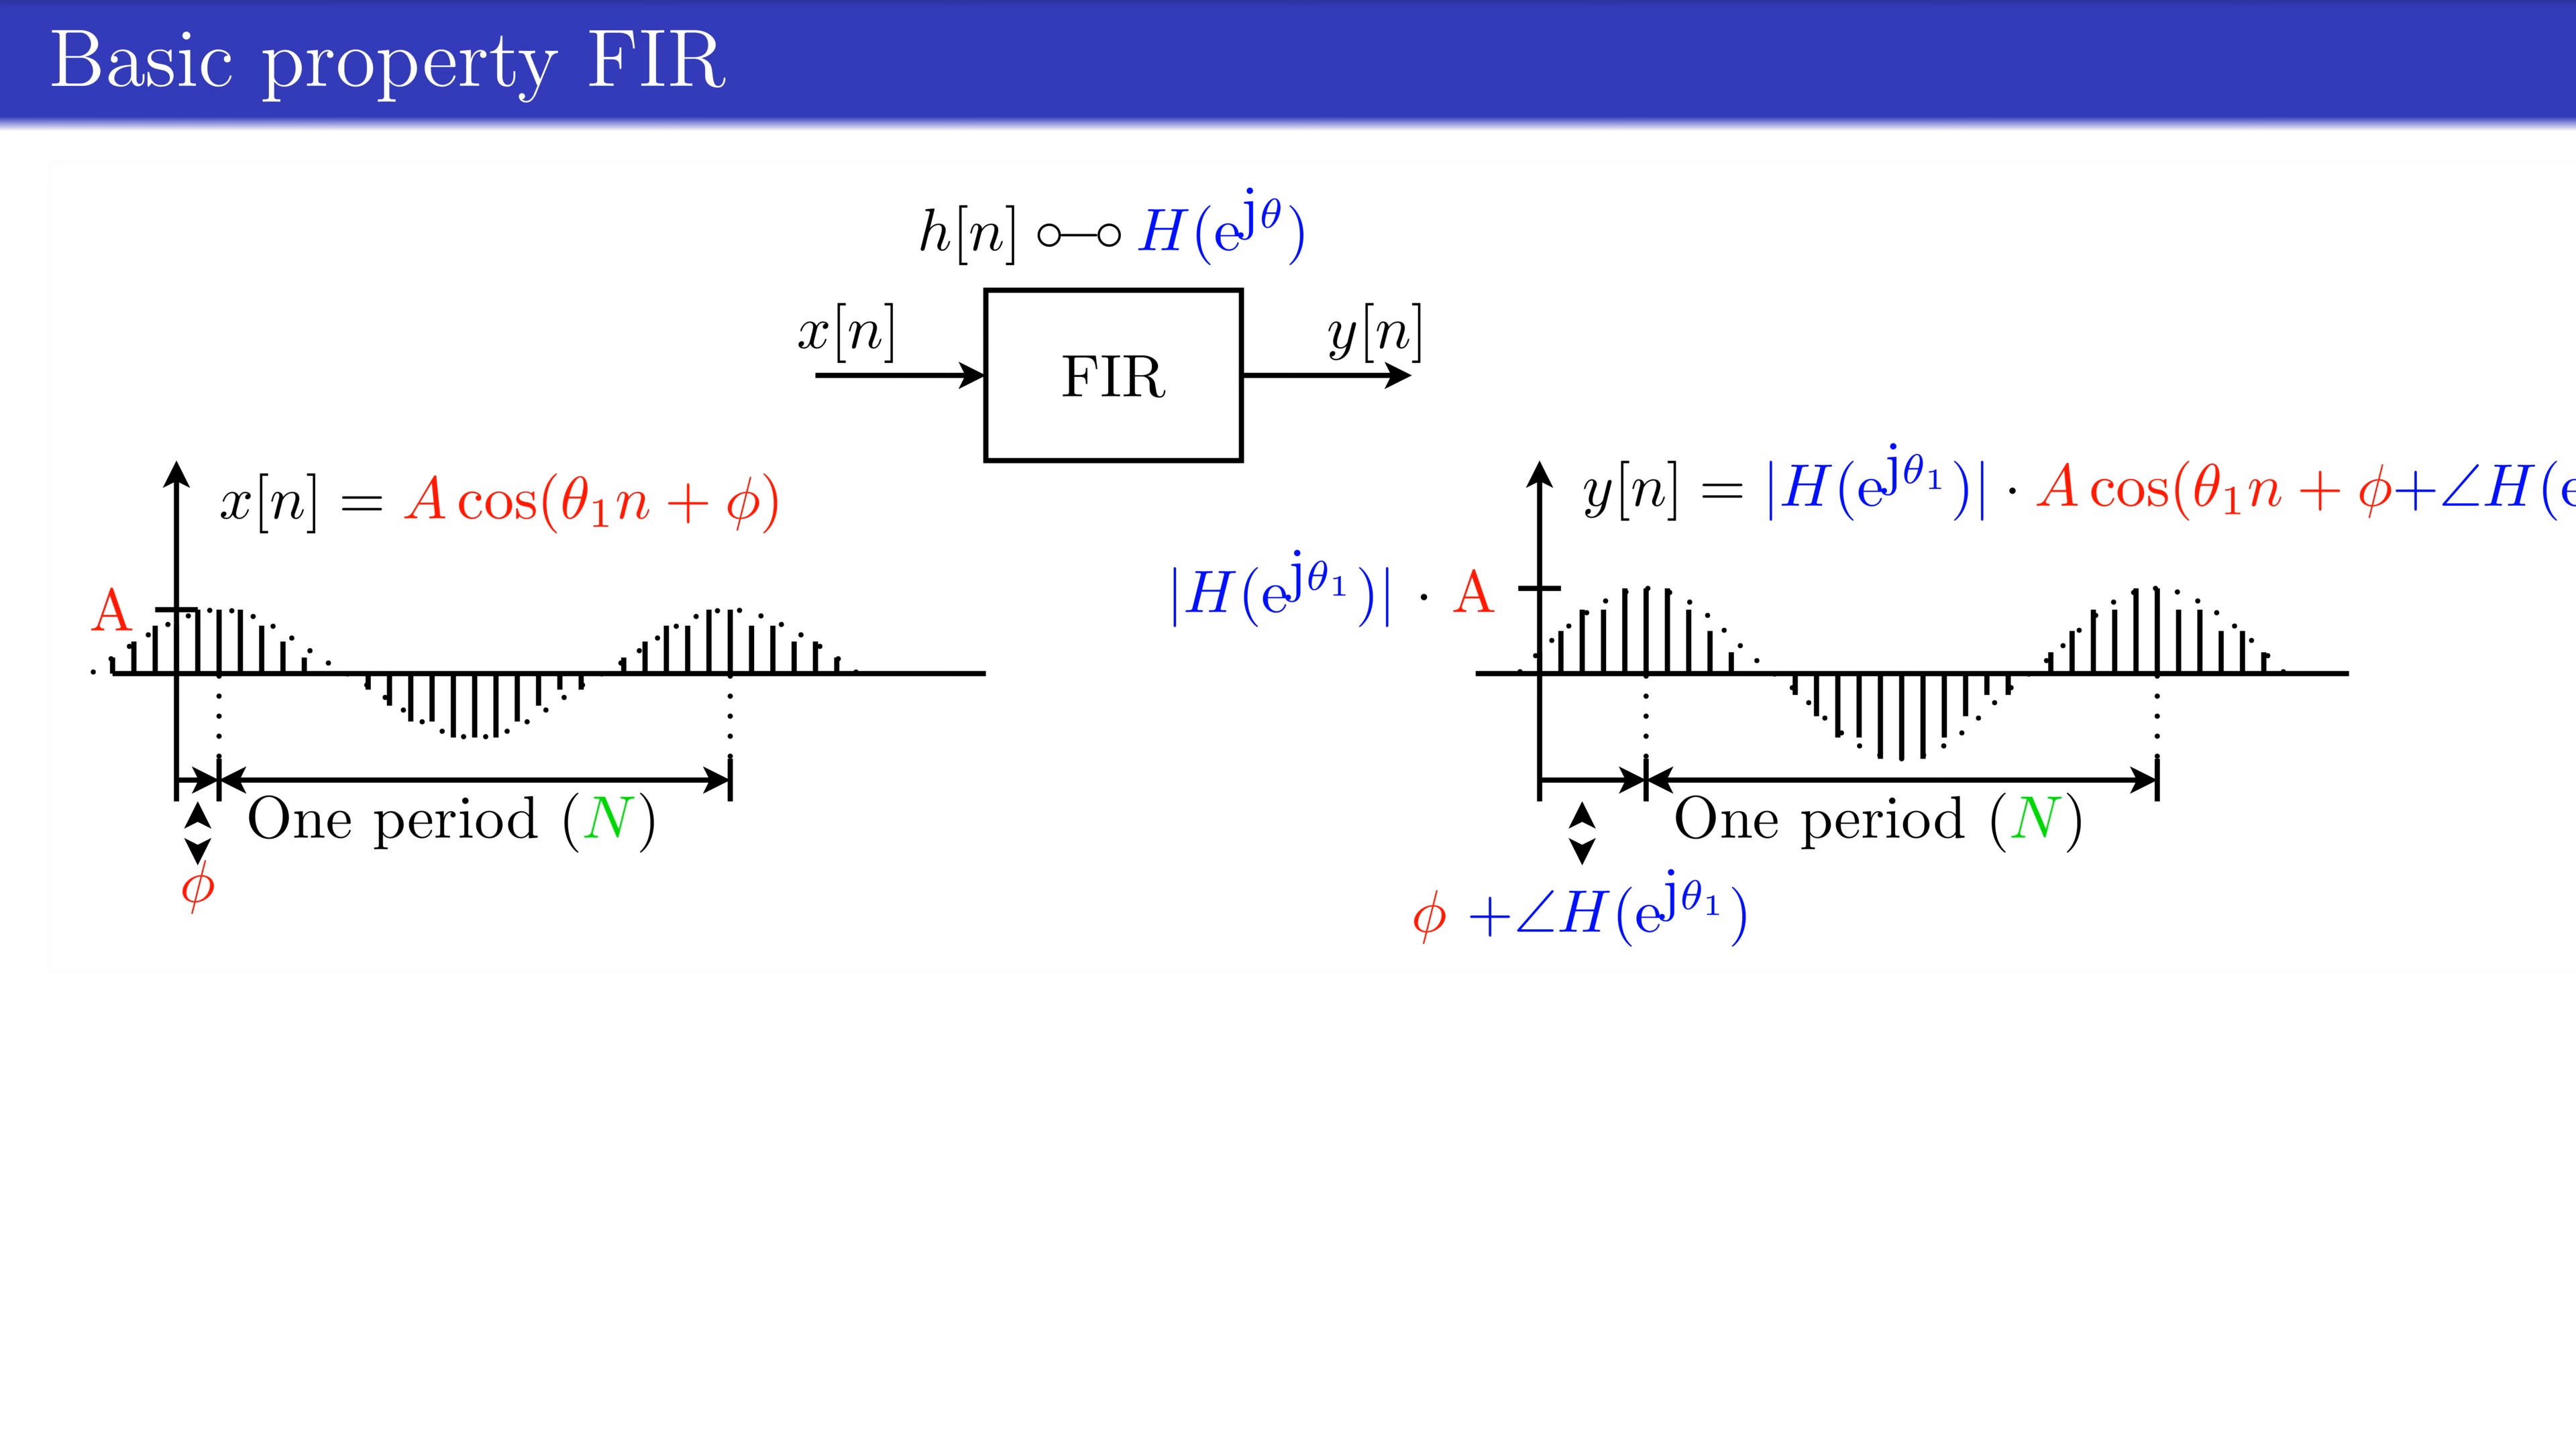 Basic property FIR
h[n] ○─○ H(e^{jθ})
x[n]
FIR
y[n]
x[n] = A cos(θ₁n + ϕ)
y[n] = |H(e^{jθ₁})| · A cos(θ₁n + ϕ+∠H(e
A
|H(e^{jθ₁})| · A
One period (N)
One period (N)
ϕ
ϕ +∠H(e^{jθ₁})